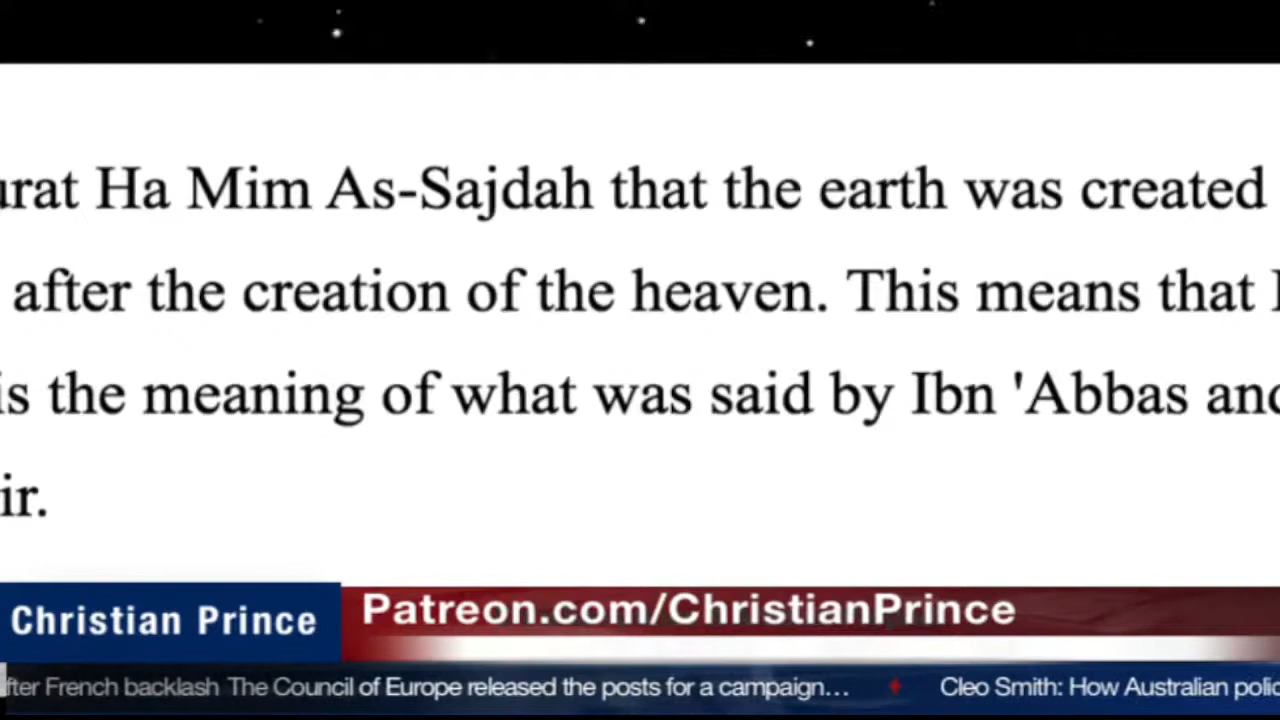 urat Ha Mim As-Sajdah that the earth was created
after the creation of the heaven. This means that
is the meaning of what was said by Ibn 'Abbas and
ir.
Christian Prince
Patreon.com/ChristianPrince
fter French backlash The Council of Europe released the posts for a campaign… ♦ Cleo Smith: How Australian polic